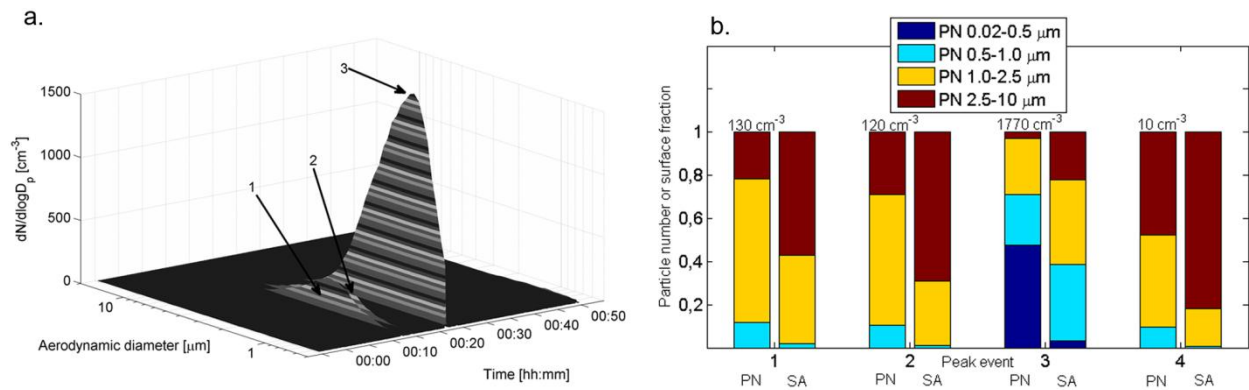 a.
3
2
1
dN/dlogDₚ [cm⁻³]
1500
1000
500
0
10
1
Aerodynamic diameter [μm]
00:00
00:10
00:20
00:30
00:40
00:50
Time [hh:mm]
b.
PN 0.02-0.5 μm
PN 0.5-1.0 μm
PN 1.0-2.5 μm
PN 2.5-10 μm
Particle number or surface fraction
1
0,8
0,6
0,4
0,2
130 cm⁻³
120 cm⁻³
1770 cm⁻³
10 cm⁻³
1 2 Peak event 3 4
PN SA PN SA PN SA PN SA